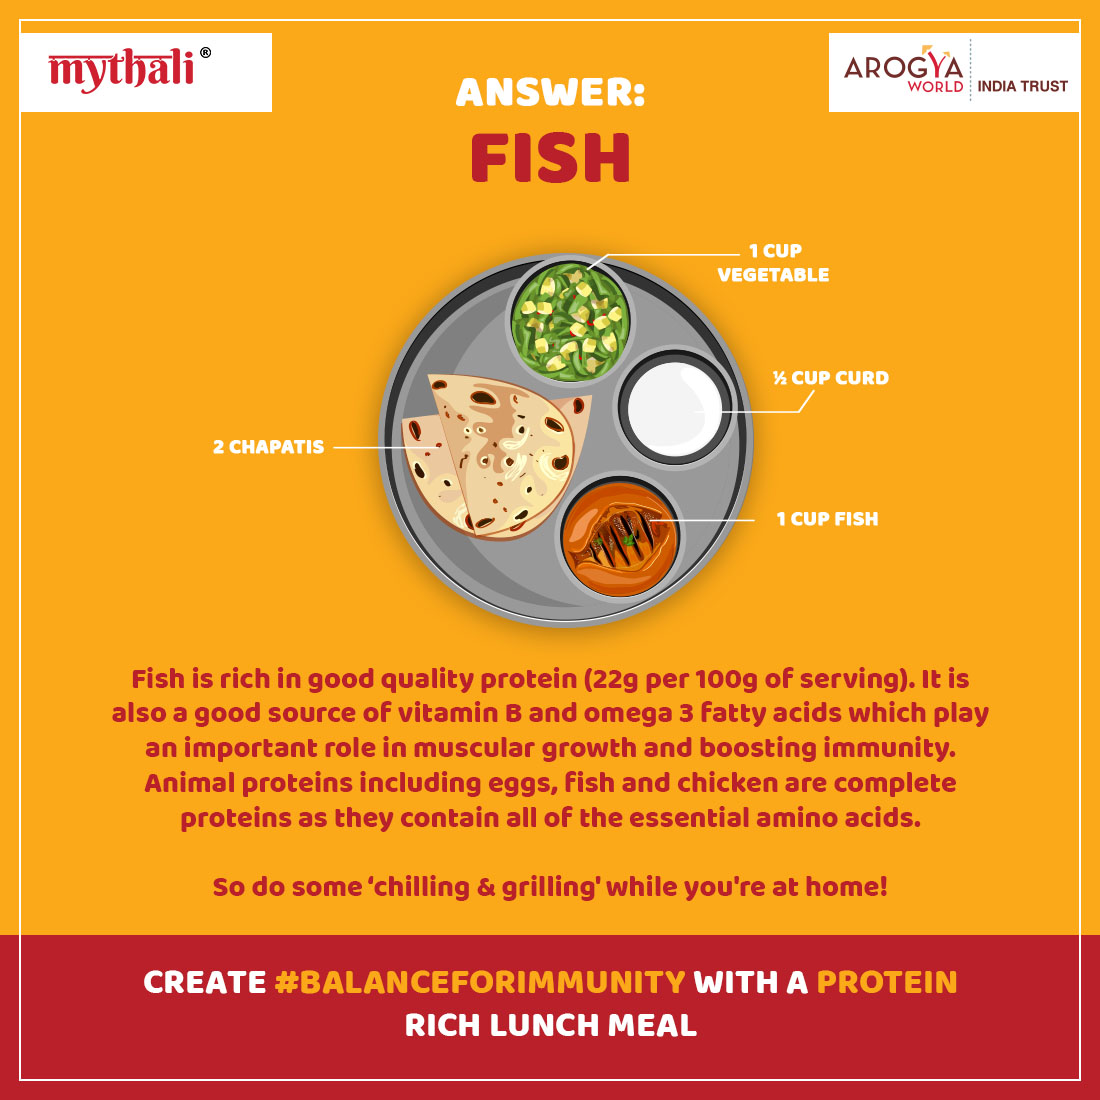 mythali®
AROGYA
WORLD
INDIA TRUST
ANSWER:
FISH
1 CUP
VEGETABLE
½ CUP CURD
2 CHAPATIS
1 CUP FISH
Fish is rich in good quality protein (22g per 100g of serving). It is
also a good source of vitamin B and omega 3 fatty acids which play
an important role in muscular growth and boosting immunity.
Animal proteins including eggs, fish and chicken are complete
proteins as they contain all of the essential amino acids.
So do some ‘chilling & grilling' while you're at home!
CREATE #BALANCEFORIMMUNITY WITH A PROTEIN
RICH LUNCH MEAL